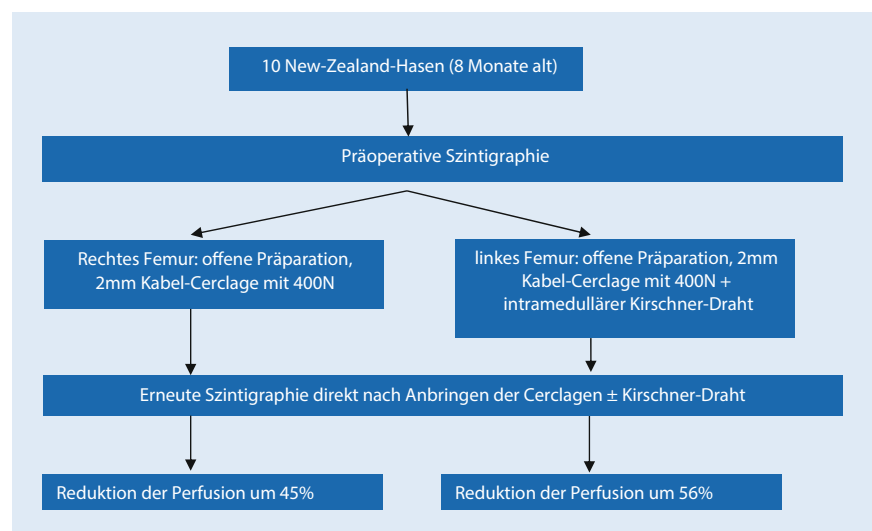 10 New-Zealand-Hasen (8 Monate alt)
Präoperative Szintigraphie
Rechtes Femur: offene Präparation,
2mm Kabel-Cerclage mit 400N
linkes Femur: offene Präparation, 2mm
Kabel-Cerclage mit 400N +
intramedullärer Kirschner-Draht
Erneute Szintigraphie direkt nach Anbringen der Cerclagen ± Kirschner-Draht
Reduktion der Perfusion um 45%
Reduktion der Perfusion um 56%